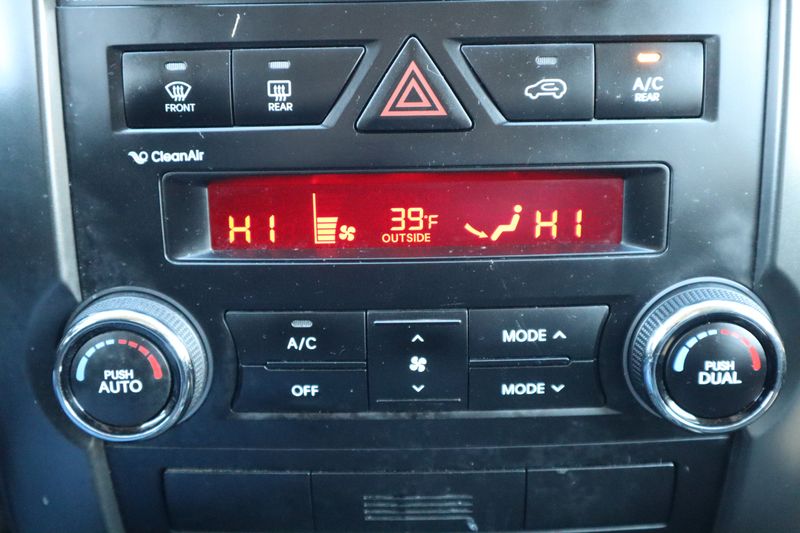 FRONT
REAR
A/C
REAR
CleanAir
HI
39°F
OUTSIDE
HI
PUSH
AUTO
A/C
OFF
MODE
MODE
PUSH
DUAL